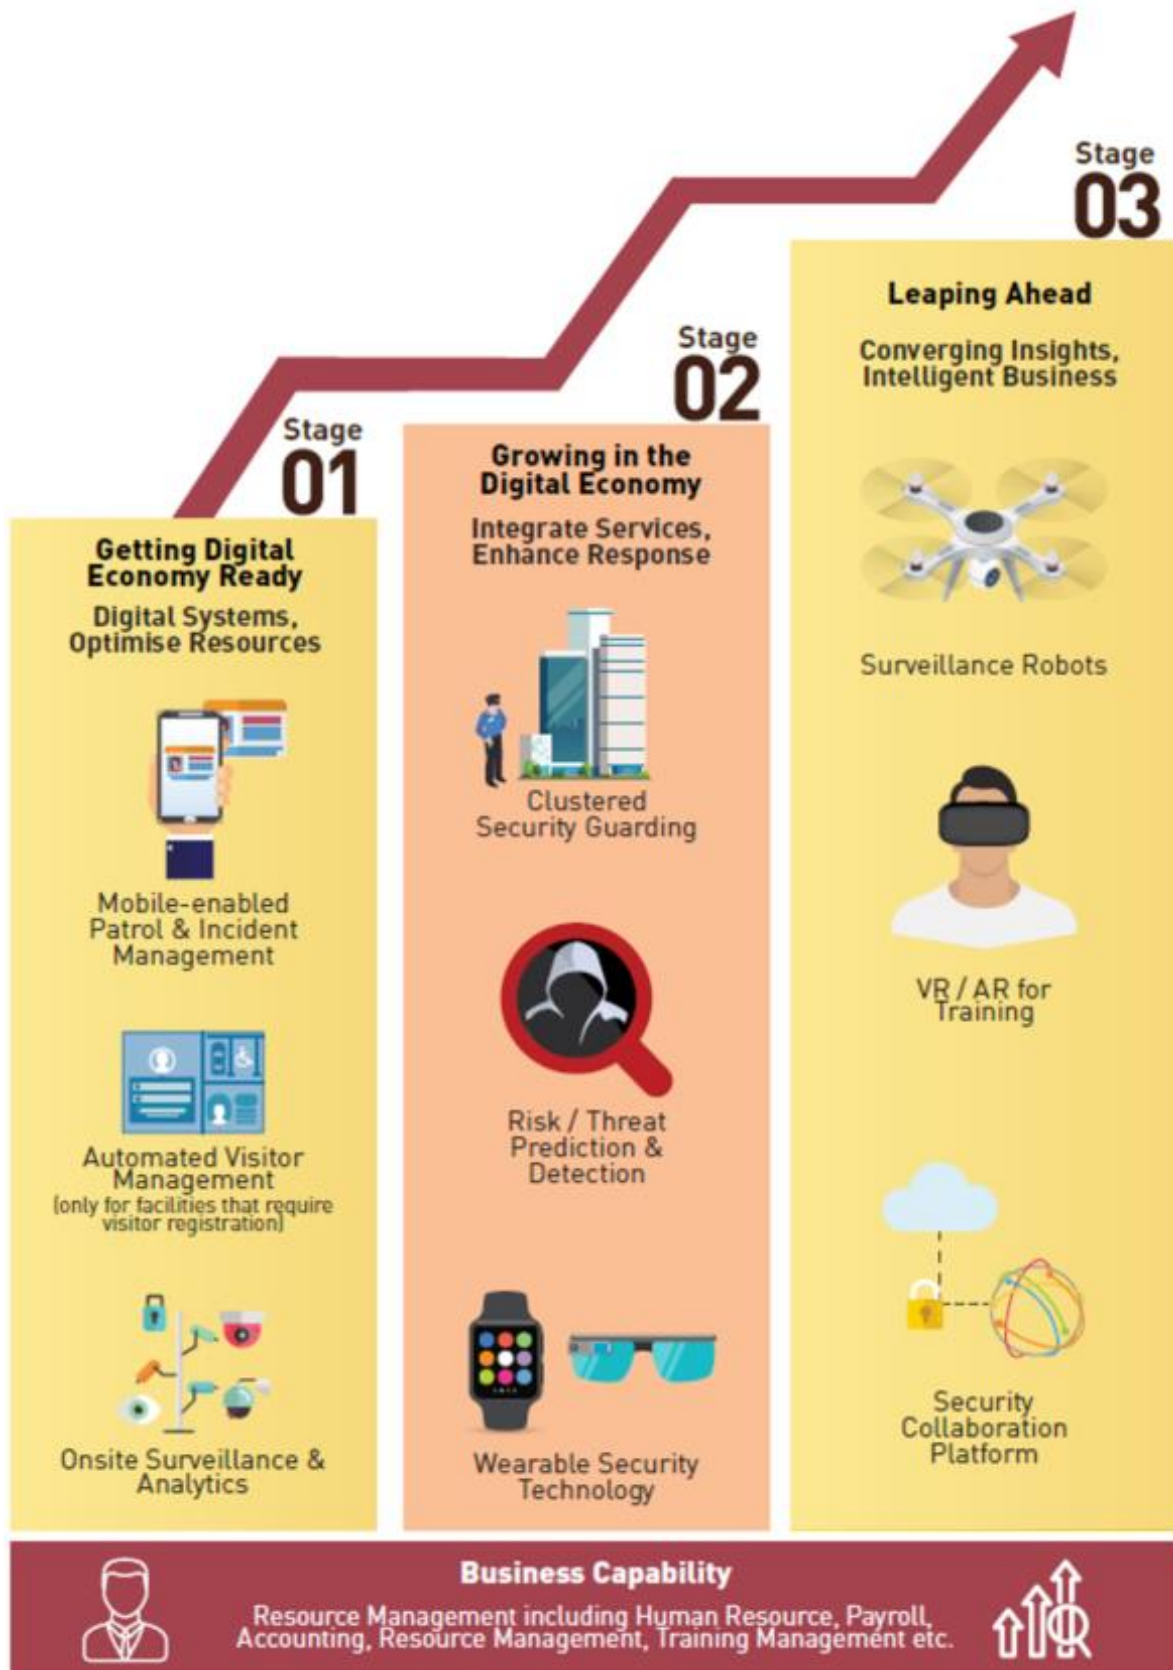 Stage
01
Getting Digital
Economy Ready
Digital Systems,
Optimise Resources
Mobile-enabled
Patrol & Incident
Management
Automated Visitor
Management
(only for facilities that require
visitor registration)
Onsite Surveillance &
Analytics
Stage
02
Growing in the
Digital Economy
Integrate Services,
Enhance Response
Clustered
Security Guarding
Risk / Threat
Prediction &
Detection
Wearable Security
Technology
Stage
03
Leaping Ahead
Converging Insights,
Intelligent Business
Surveillance Robots
VR / AR for
Training
Security
Collaboration
Platform
Business Capability
Resource Management including Human Resource, Payroll,
Accounting, Resource Management, Training Management etc.